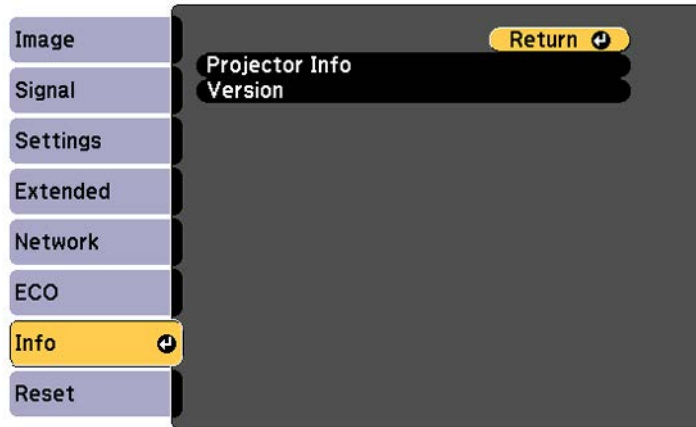 Image
Signal
Settings
Extended
Network
ECO
Info
Reset
Return
Projector Info
Version